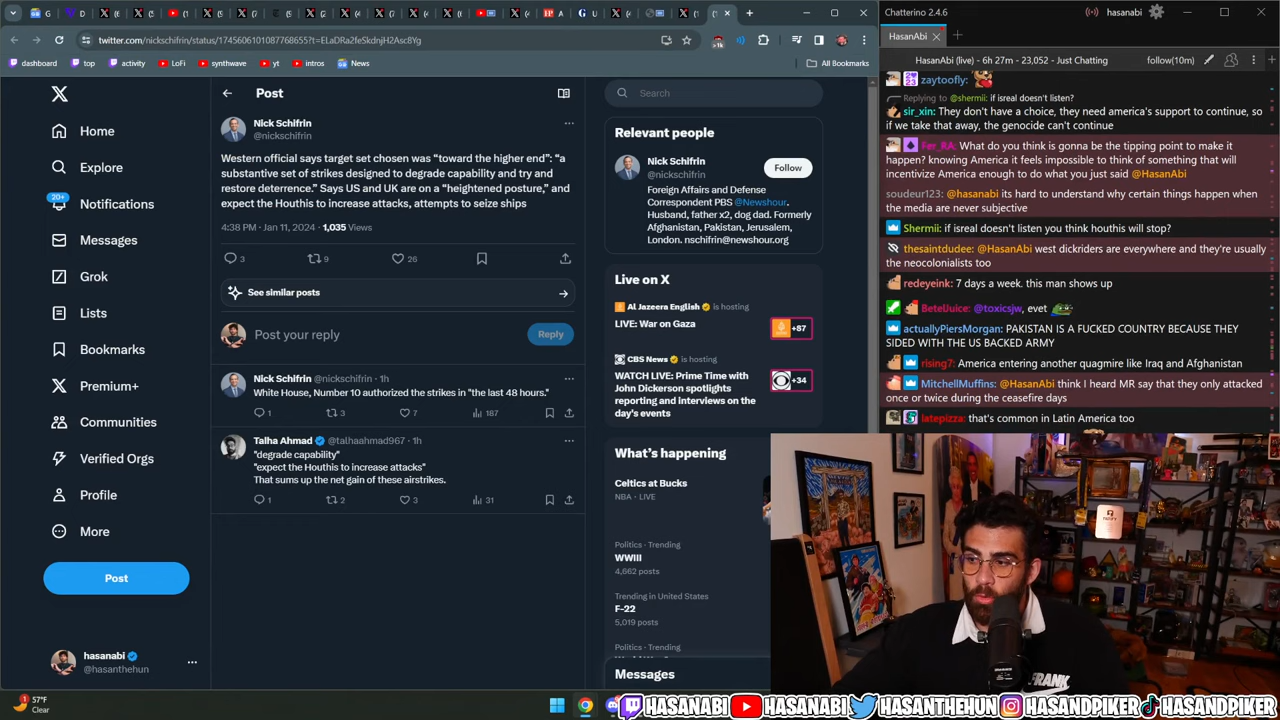 twitter.com/nickschifrin/status/1745610101087768655?t=ELaDRa2feSkdnjH2Asc8Yg
dashboard
top
activity
LoFi
synthwave
yt
intros
News
All Bookmarks
Home
Explore
20+
Notifications
Messages
Grok
Lists
Bookmarks
Premium+
Communities
Verified Orgs
Profile
More
Post
hasanabi
@hasanthehun
Post
Nick Schifrin
@nickschifrin
Western official says target set chosen was “toward the higher end”: “a
substantive set of strikes designed to degrade capability and try and
restore deterrence.” Says US and UK are on a “heightened posture,” and
expect the Houthis to increase attacks, attempts to seize ships
4:38 PM · Jan 11, 2024 · 1,035 Views
3
9
26
See similar posts
Post your reply
Reply
Nick Schifrin @nickschifrin · 1h
White House, Number 10 authorized the strikes in "the last 48 hours."
1
3
7
187
Talha Ahmad @talhaahmad967 · 1h
"degrade capability"
"expect the Houthis to increase attacks"
That sums up the net gain of these airstrikes.
1
2
3
31
Search
Relevant people
Nick Schifrin
@nickschifrin
Follow
Foreign Affairs and Defense
Correspondent PBS @Newshour.
Husband, father x2, dog dad. Formerly
Afghanistan, Pakistan, Jerusalem,
London. nschifrin@newshour.org
Live on X
Al Jazeera English is hosting
LIVE: War on Gaza
+87
CBS News is hosting
WATCH LIVE: Prime Time with
John Dickerson spotlights
reporting and interviews on the
day's events
+34
What's happening
Celtics at Bucks
NBA · LIVE
Politics · Trending
WWIII
4,662 posts
Trending in United States
F-22
5,019 posts
Politics · Trending
Messages
Chatterino 2.4.6
hasanabi
HasanAbi
HasanAbi (live) - 6h 27m - 23,052 - Just Chatting
follow(10m)
zaytoofly:
Replying to @shermii: if isreal doesn't listen?
sir_xin: They don't have a choice, they need america's support to continue, so
if we take that away, the genocide can't continue
Fer_RA: What do you think is gonna be the tipping point to make it
happen? knowing America it feels impossible to think of something that will
incentivize America enough to do what you just said @HasanAbi
soudeur123: @hasanabi its hard to understand why certain things happen when
the media are never subjective
Shermii: if isreal doesn't listen you think houthis will stop?
thesaintdudee: @HasanAbi west dickriders are everywhere and they're usually
the neocolonialists too
redeyeink: 7 days a week. this man shows up
BetelJuice: @toxicsjw, evet
actuallyPiersMorgan: PAKISTAN IS A FUCKED COUNTRY BECAUSE THEY
SIDED WITH THE US BACKED ARMY
rising7: America entering another quagmire like Iraq and Afghanistan
MitchellMuffins: @HasanAbi think I heard MR say that they only attacked
once or twice during the ceasefire days
latepizza: that's common in Latin America too
57°F
Clear
HASANABI
HASANABI
HASANTHEHUN
HASANDPIKER
HASANDPIKER